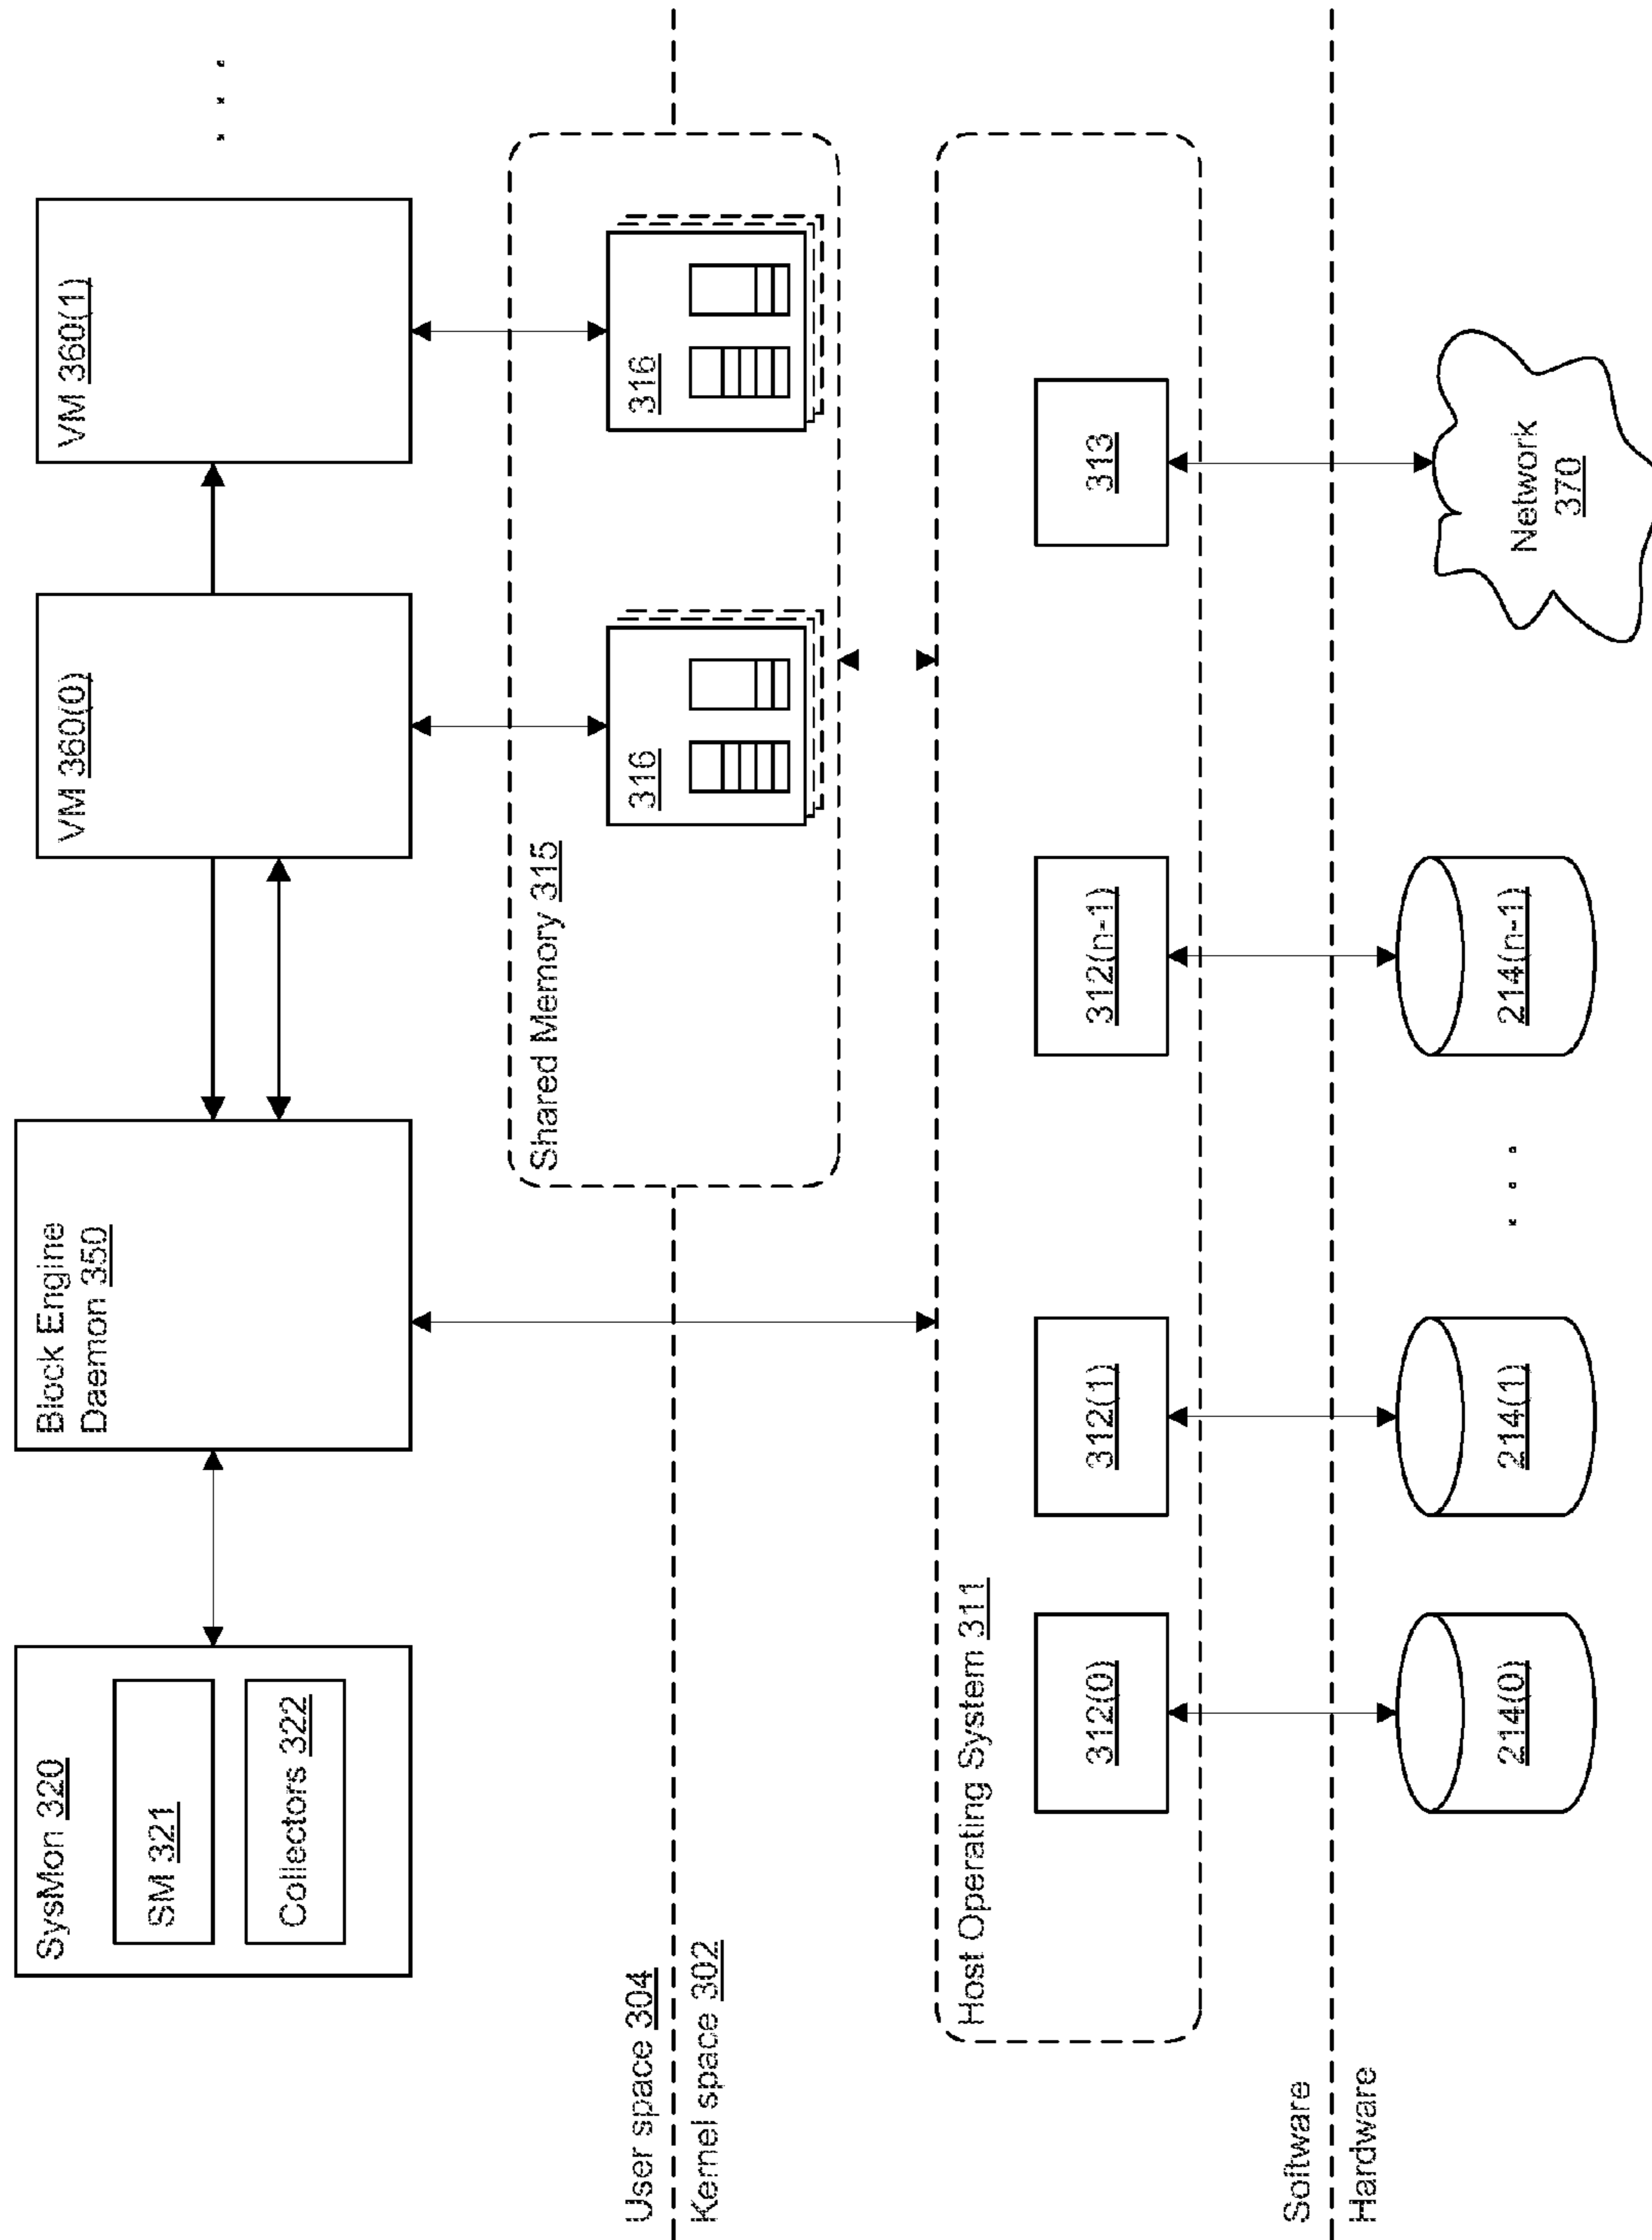 SysMon 320
SM 321
Collectors 322
Block Engine
Daemon 350
VM 360(0)
VM 360(1)
. . .
User space 304
Kernel space 302
Shared Memory 315
316
316
Host Operating System 311
312(0)
312(1)
312(n-1)
313
Software
Hardware
214(0)
214(1)
. . .
214(n-1)
Network
370